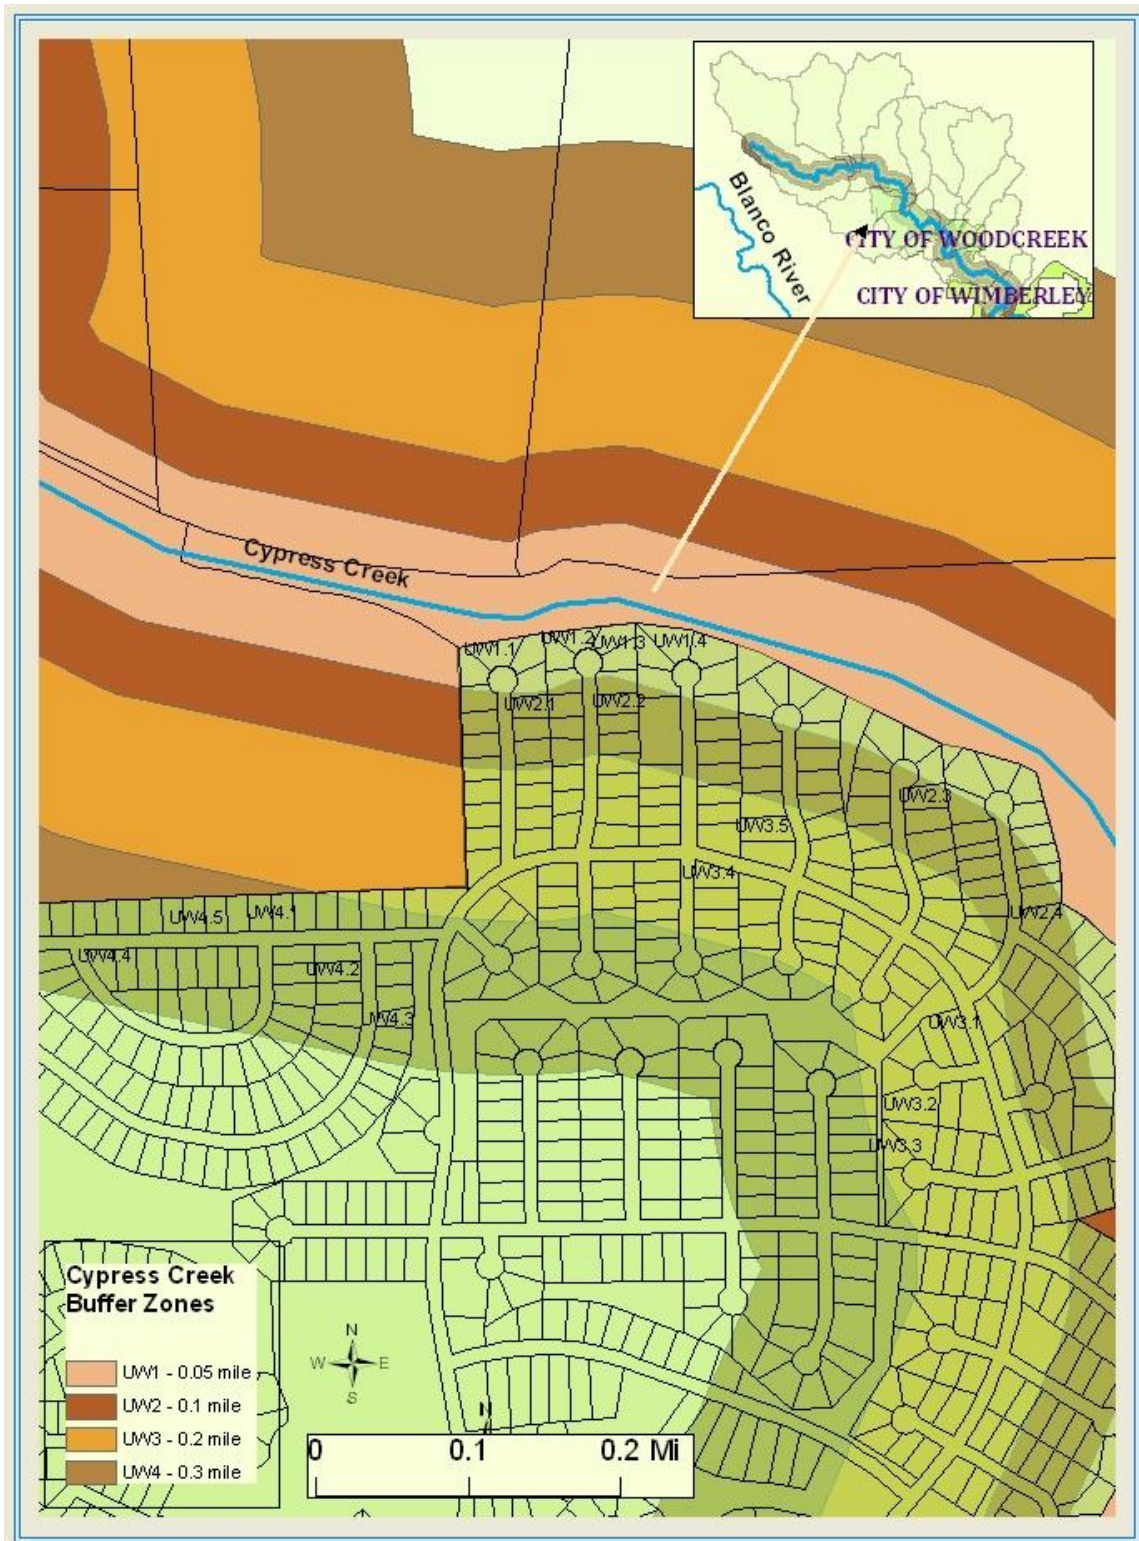 Blanco River
CITY OF WOODCREEK
CITY OF WIMBERLEY
Cypress Creek
UW1.1
UW1.2
UW1.3
UW1.4
UW2.1
UW2.2
UW2.3
UW3.5
UW3.4
UW4.5
UW4.1
UW2.4
UW4.4
UW4.2
UW4.3
UW3.1
UW3.2
UW3.3
Cypress Creek
Buffer Zones
UW1 - 0.05 mile
UW2 - 0.1 mile
UW3 - 0.2 mile
UW4 - 0.3 mile
N
W E
S
N
0 0.1 0.2 Mi